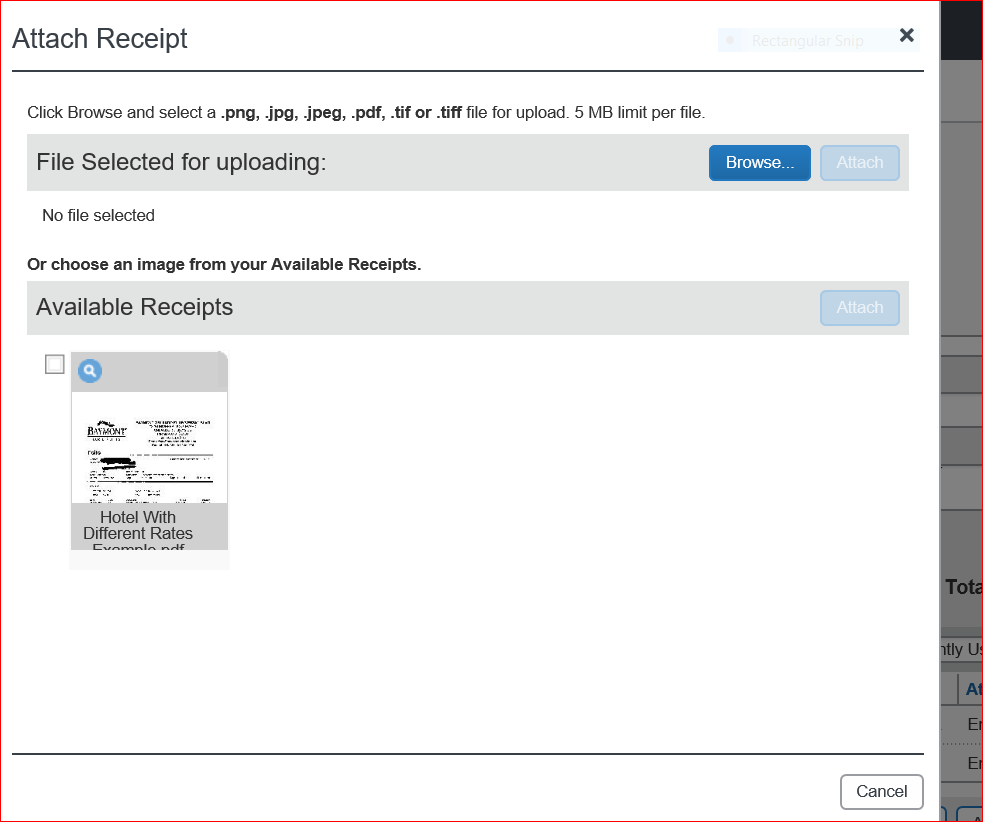 Attach Receipt
Rectangular Snip
Click Browse and select a .png, .jpg, .jpeg, .pdf, .tif or .tiff file for upload. 5 MB limit per file.
File Selected for uploading:
Browse...
Attach
No file selected
Or choose an image from your Available Receipts.
Available Receipts
Attach
BAYMONT
Hotel With
Different Rates
Example.pdf
Cancel
Tota
ntly Us
At
Er
Er